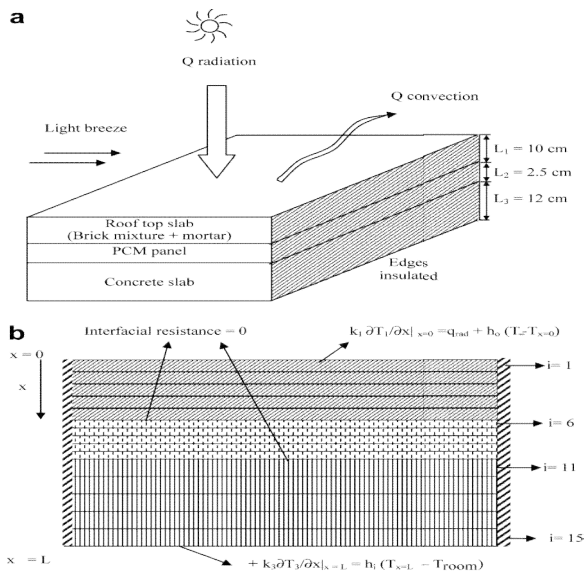 a
Q radiation
Q convection
Light breeze
L₁ = 10 cm
L₂ = 2.5 cm
L₃ = 12 cm
Roof top slab
(Brick mixture + mortar)
PCM panel
Concrete slab
Edges
insulated
b
Interfacial resistance = 0
k₁ ∂T₁/∂x| ₓ₌₀ =q_rad + hₒ (T∞-Tₓ₌₀)
x = 0
i= 1
x
i= 6
i= 11
i= 15
x = L
+ k₃∂T₃/∂x|ₓ₌L = hᵢ (Tₓ₌L − Troom)